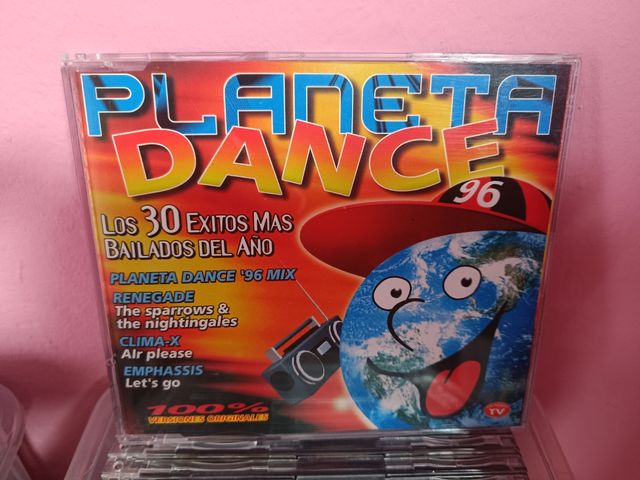 PLANETA
DANCE
96
LOS 30 EXITOS MAS
BAILADOS DEL AÑO
PLANETA DANCE '96 MIX
RENEGADE
The sparrows &
the nightingales
CLIMA-X
AIr please
EMPHASSIS
Let's go
100%
VERSIONES ORIGINALES
TV